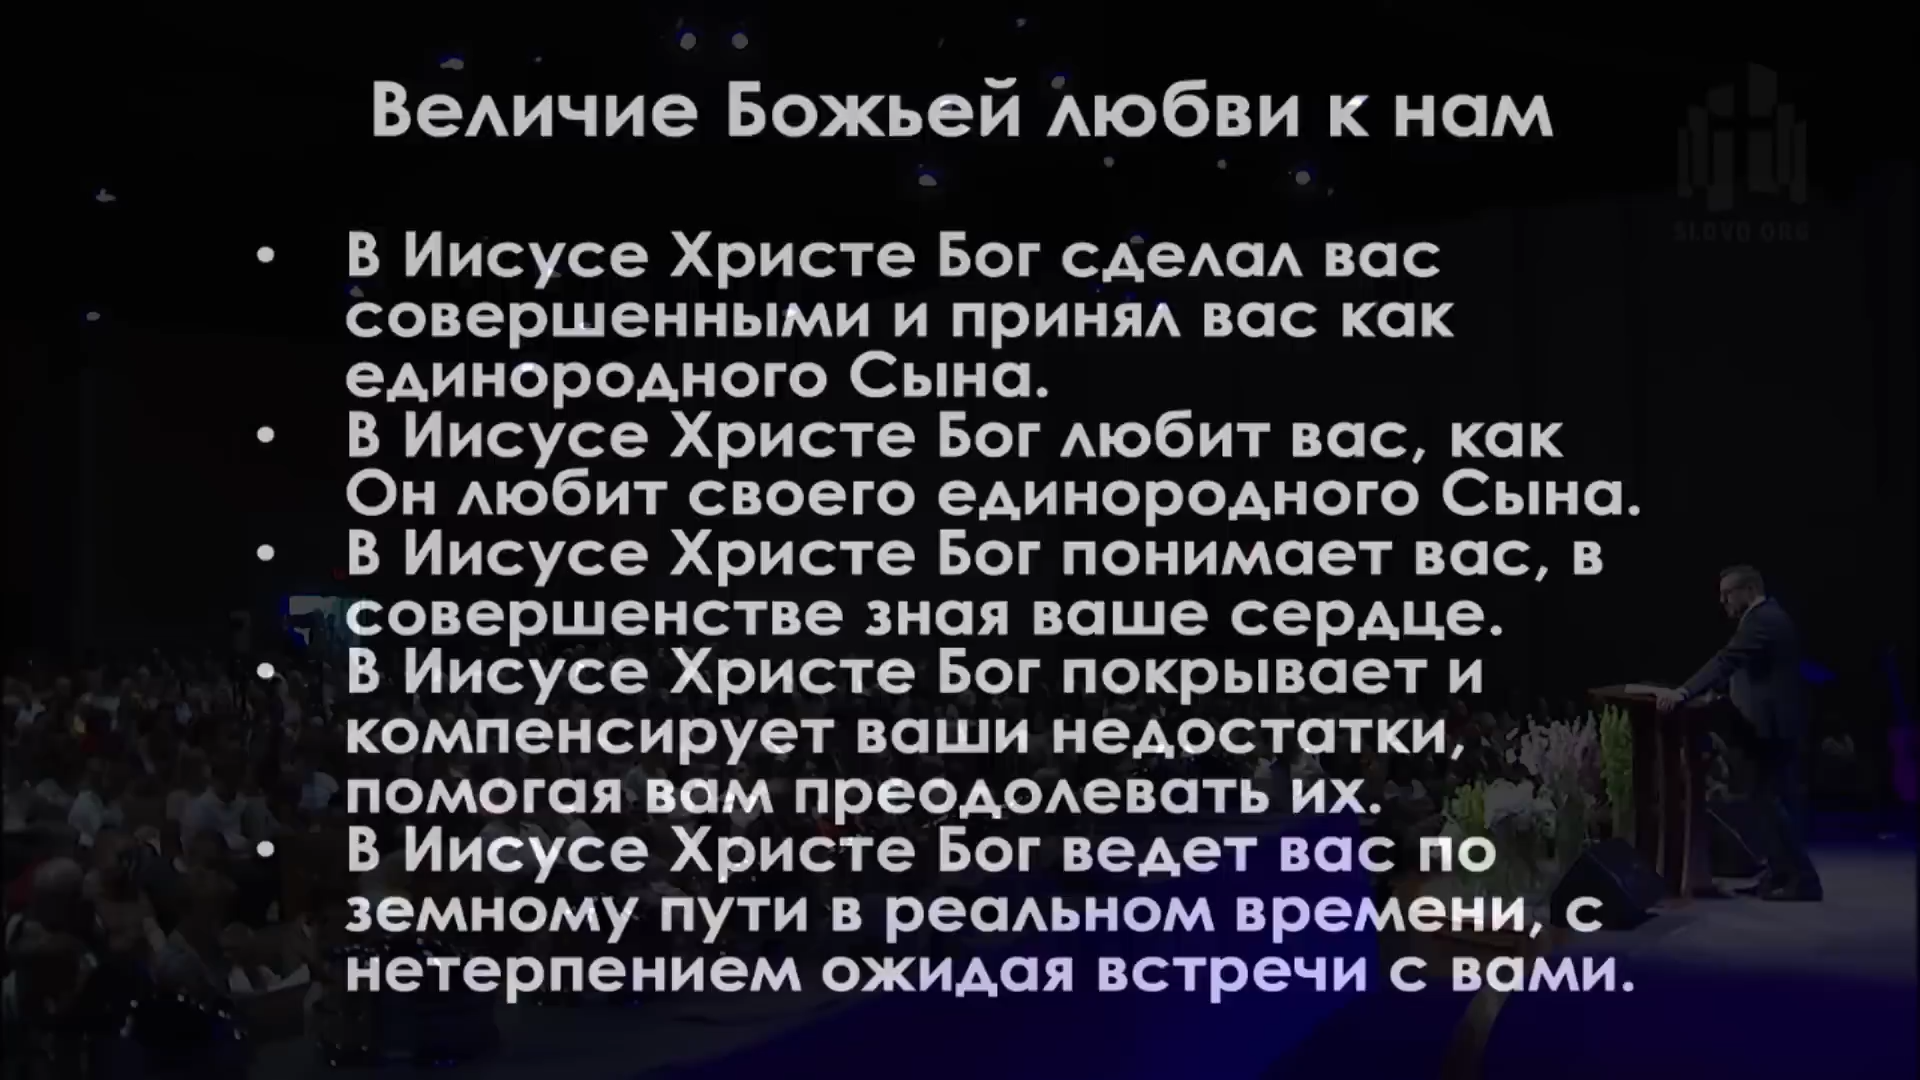 Величие Божьей любви к нам
SLOVO.ORG
• В Иисусе Христе Бог сделал вас
совершенными и принял вас как
единородного Сына.
• В Иисусе Христе Бог любит вас, как
Он любит своего единородного Сына.
• В Иисусе Христе Бог понимает вас, в
совершенстве зная ваше сердце.
• В Иисусе Христе Бог покрывает и
компенсирует ваши недостатки,
помогая вам преодолевать их.
• В Иисусе Христе Бог ведет вас по
земному пути в реальном времени, с
нетерпением ожидая встречи с вами.